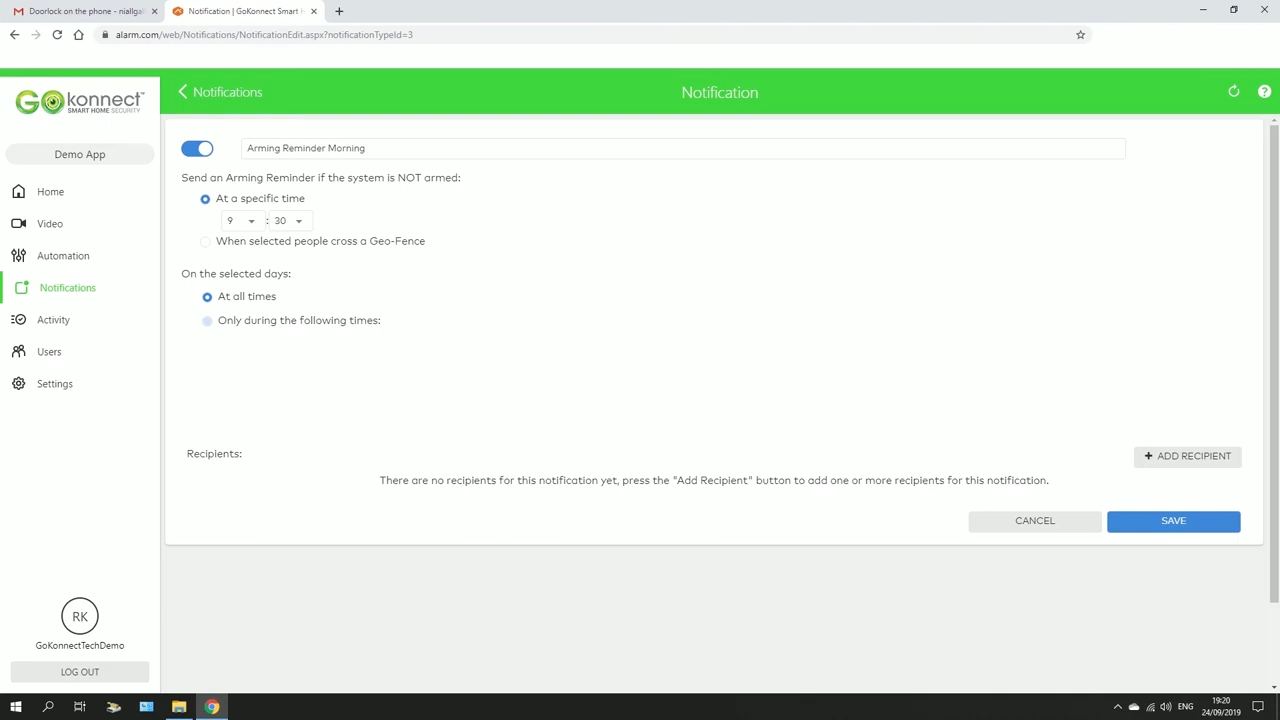 Doorlock on the phone - niallga
Notification | GoKonnect Smart H
alarm.com/web/Notifications/NotificationEdit.aspx?notificationTypeId=3
GOkonnect™
SMART HOME SECURITY
Notifications
Notification
Demo App
Home
Video
Automation
Notifications
Activity
Users
Settings
RK
GoKonnectTechDemo
LOG OUT
Arming Reminder Morning
Send an Arming Reminder if the system is NOT armed:
At a specific time
9 : 30
When selected people cross a Geo-Fence
On the selected days:
At all times
Only during the following times:
Recipients:
+ ADD RECIPIENT
There are no recipients for this notification yet, press the "Add Recipient" button to add one or more recipients for this notification.
CANCEL
SAVE
ENG
19:20
24/09/2019